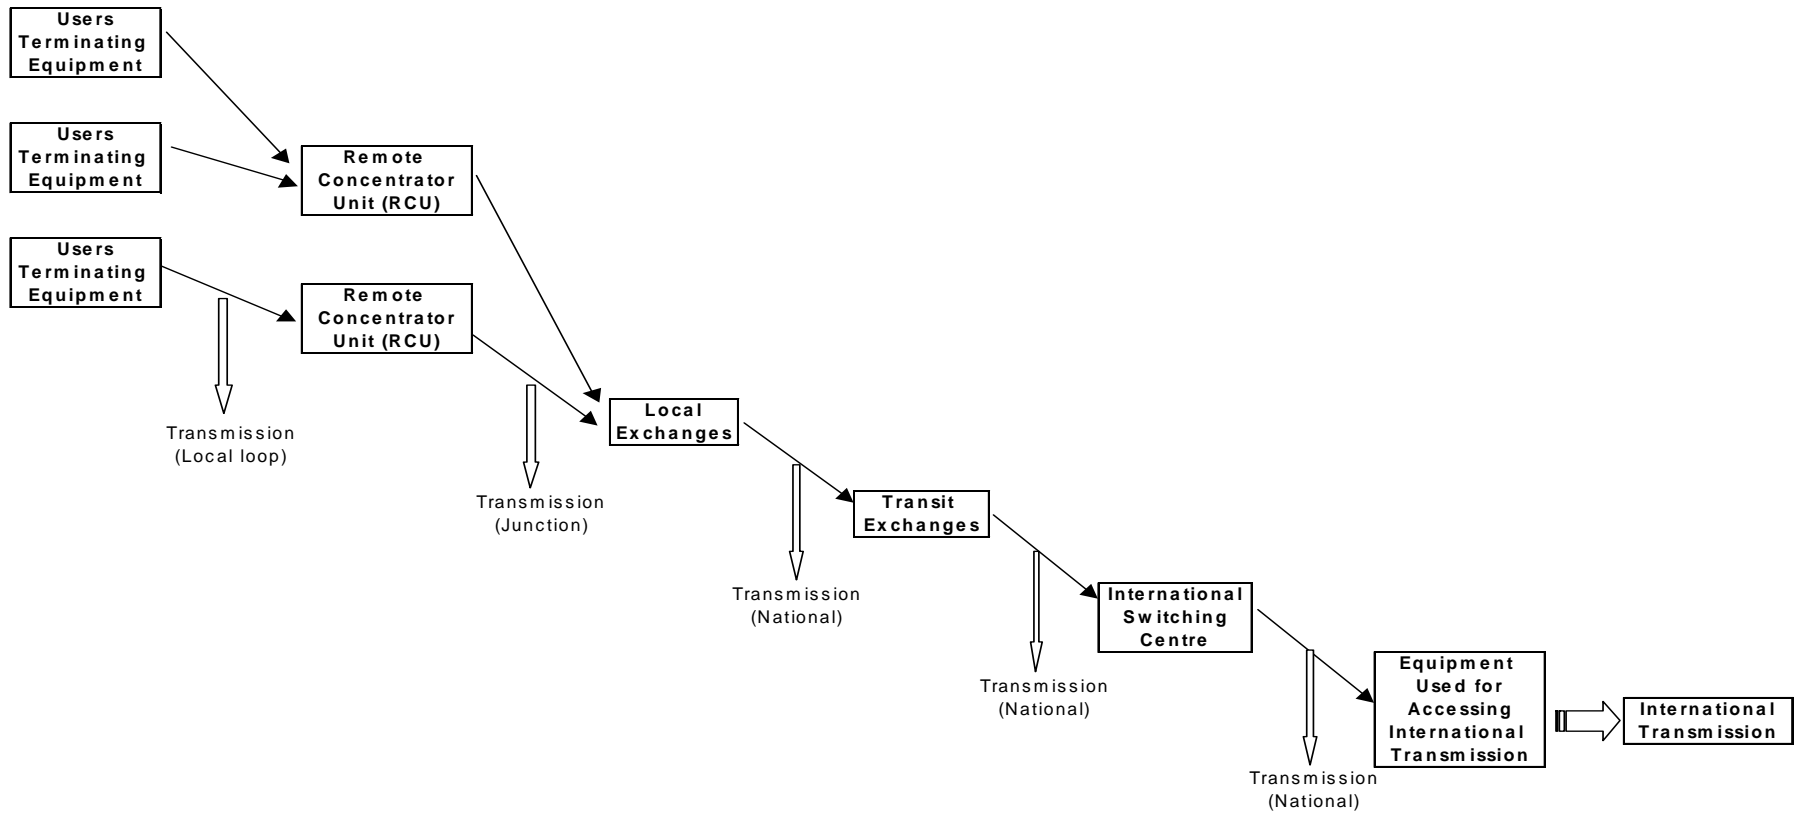 Users
Terminating
Equipment
Users
Terminating
Equipment
Remote
Concentrator
Unit (RCU)
Users
Terminating
Equipment
Remote
Concentrator
Unit (RCU)
Transmission
(Local loop)
Local
Exchanges
Transmission
(Junction)
Transit
Exchanges
Transmission
(National)
International
Switching
Centre
Transmission
(National)
Equipment
Used for
Accessing
International
Transmission
International
Transmission
Transmission
(National)